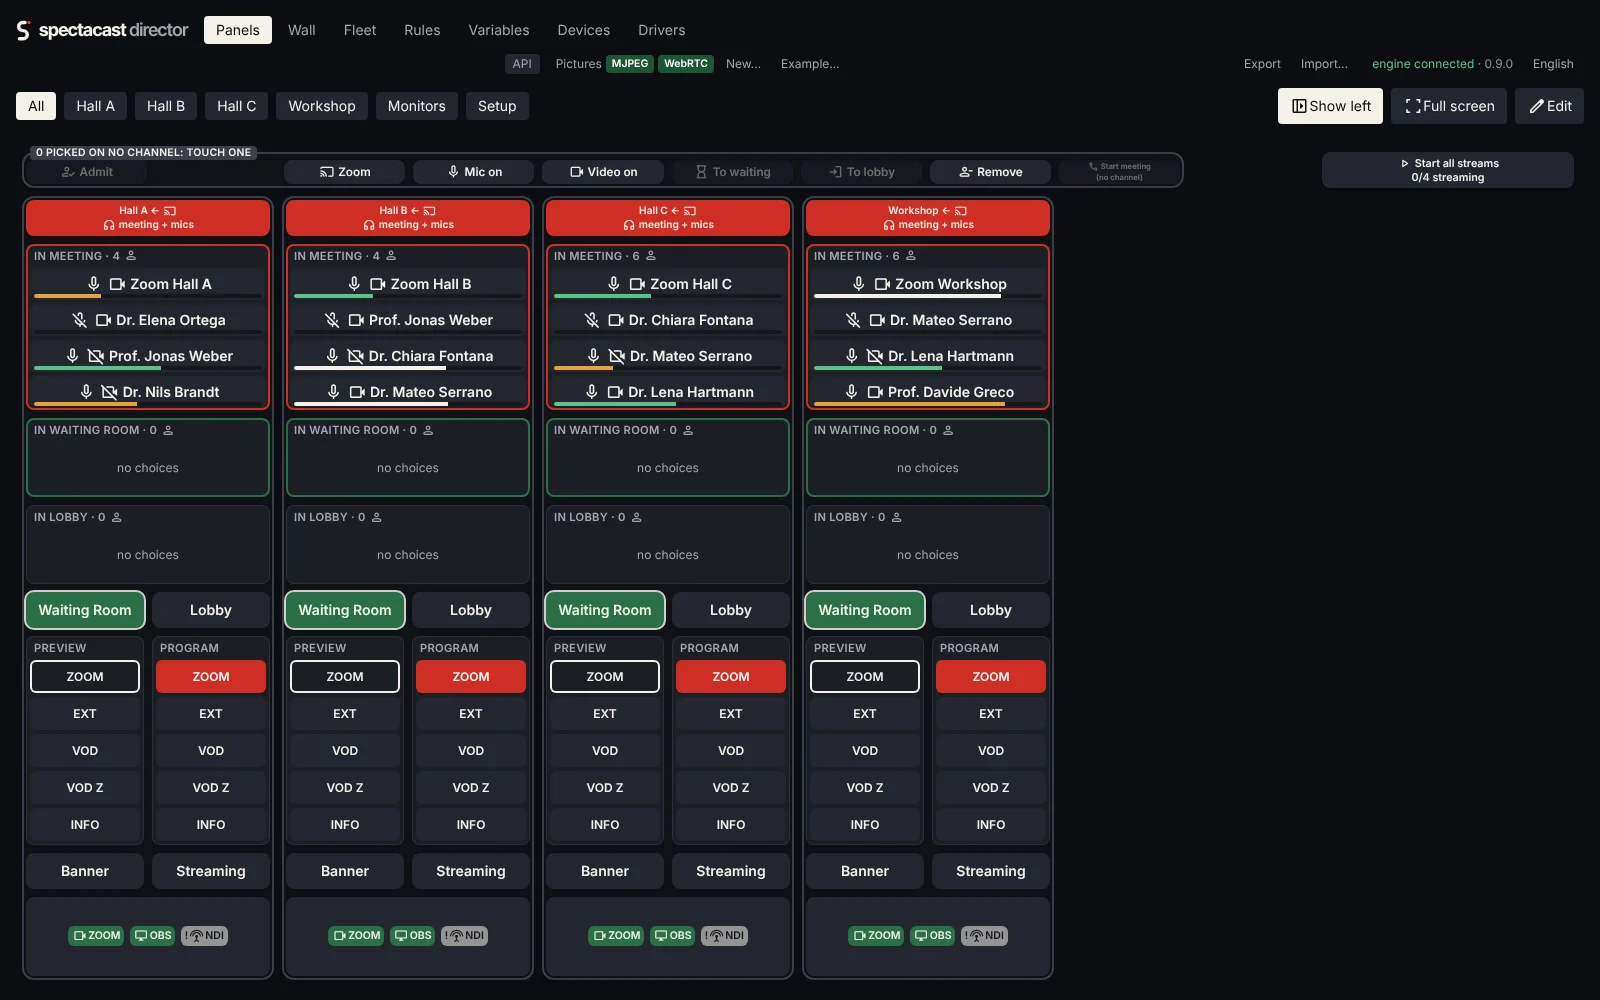 spectacast director
Panels
Wall
Fleet
Rules
Variables
Devices
Drivers
API
Pictures MJPEG WebRTC
New...
Example...
Export
Import...
engine connected · 0.9.0
English
All
Hall A
Hall B
Hall C
Workshop
Monitors
Setup
Show left
Full screen
Edit
0 PICKED ON NO CHANNEL: TOUCH ONE
Admit
Zoom
Mic on
Video on
To waiting
To lobby
Remove
Start meeting
(no channel)
Start all streams
0/4 streaming
Hall A ←
meeting + mics
IN MEETING · 4
Zoom Hall A
Dr. Elena Ortega
Prof. Jonas Weber
Dr. Nils Brandt
IN WAITING ROOM · 0
no choices
IN LOBBY · 0
no choices
Waiting Room
Lobby
PREVIEW
ZOOM
EXT
VOD
VOD Z
INFO
PROGRAM
ZOOM
EXT
VOD
VOD Z
INFO
Banner
Streaming
ZOOM OBS ! NDI
Hall B ←
meeting + mics
IN MEETING · 4
Zoom Hall B
Prof. Jonas Weber
Dr. Chiara Fontana
Dr. Mateo Serrano
IN WAITING ROOM · 0
no choices
IN LOBBY · 0
no choices
Waiting Room
Lobby
PREVIEW
ZOOM
EXT
VOD
VOD Z
INFO
PROGRAM
ZOOM
EXT
VOD
VOD Z
INFO
Banner
Streaming
ZOOM OBS ! NDI
Hall C ←
meeting + mics
IN MEETING · 6
Zoom Hall C
Dr. Chiara Fontana
Dr. Mateo Serrano
Dr. Lena Hartmann
IN WAITING ROOM · 0
no choices
IN LOBBY · 0
no choices
Waiting Room
Lobby
PREVIEW
ZOOM
EXT
VOD
VOD Z
INFO
PROGRAM
ZOOM
EXT
VOD
VOD Z
INFO
Banner
Streaming
ZOOM OBS ! NDI
Workshop ←
meeting + mics
IN MEETING · 6
Zoom Workshop
Dr. Mateo Serrano
Dr. Lena Hartmann
Prof. Davide Greco
IN WAITING ROOM · 0
no choices
IN LOBBY · 0
no choices
Waiting Room
Lobby
PREVIEW
ZOOM
EXT
VOD
VOD Z
INFO
PROGRAM
ZOOM
EXT
VOD
VOD Z
INFO
Banner
Streaming
ZOOM OBS ! NDI